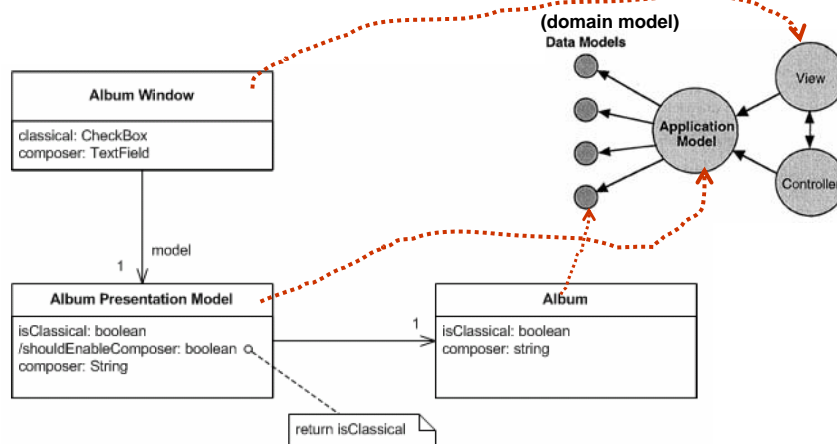 (domain model)
Data Models
View
Application
Model
Controller
Album Window
classical: CheckBox
composer: TextField
model
1
Album Presentation Model
isClassical: boolean
/shouldEnableComposer: boolean
composer: String
1
Album
isClassical: boolean
composer: string
return isClassical